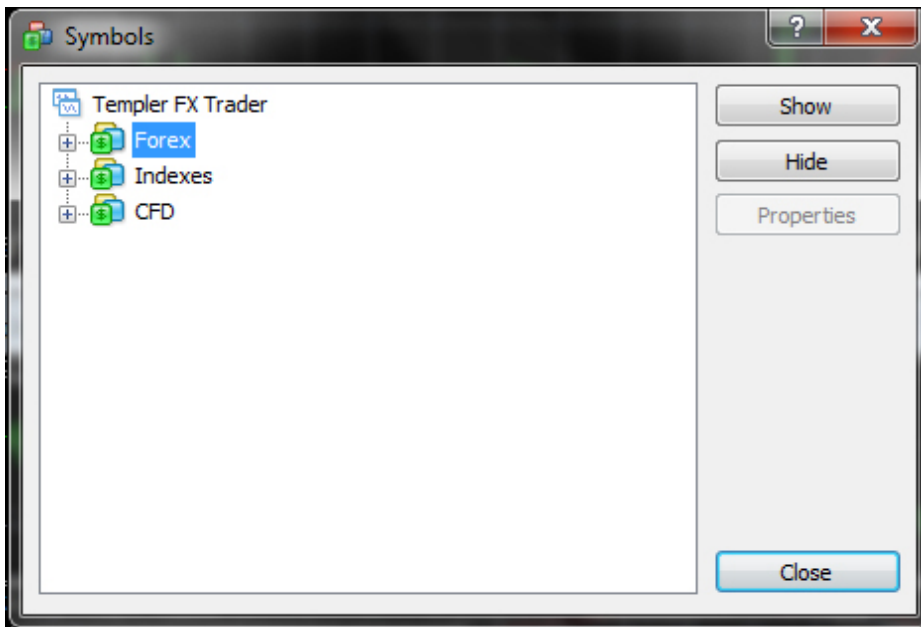 Symbols
?
X
Templer FX Trader
Forex
Indexes
CFD
Show
Hide
Properties
Close